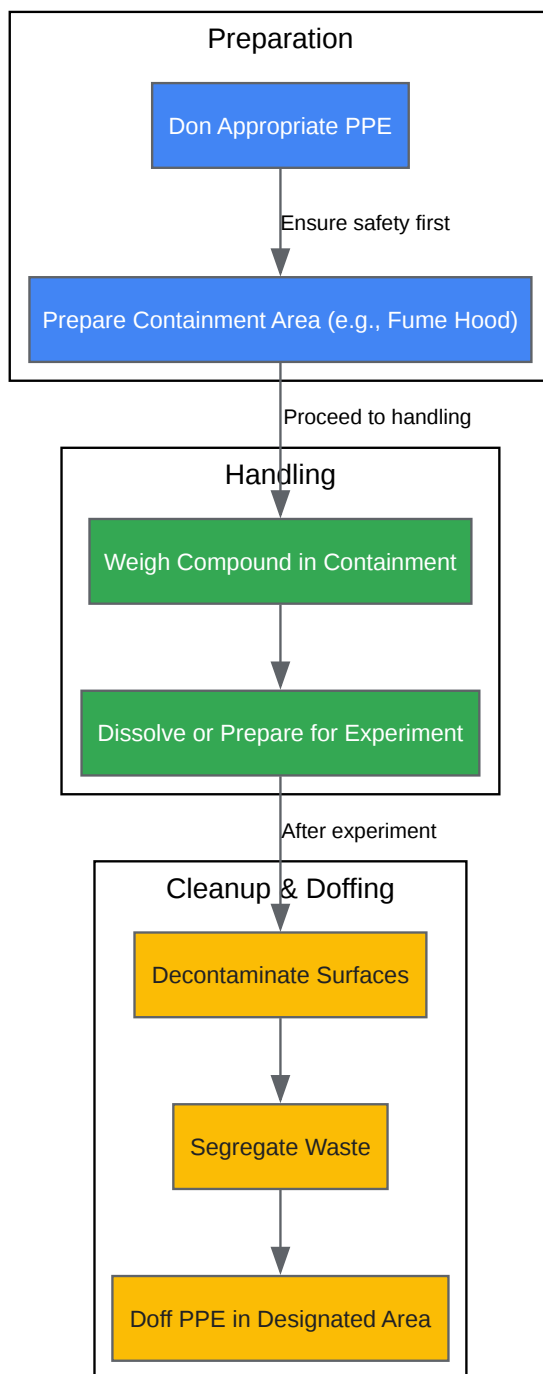 Preparation
Don Appropriate PPE
Ensure safety first
Prepare Containment Area (e.g., Fume Hood)
Proceed to handling
Handling
Weigh Compound in Containment
Dissolve or Prepare for Experiment
After experiment
Cleanup & Doffing
Decontaminate Surfaces
Segregate Waste
Doff PPE in Designated Area